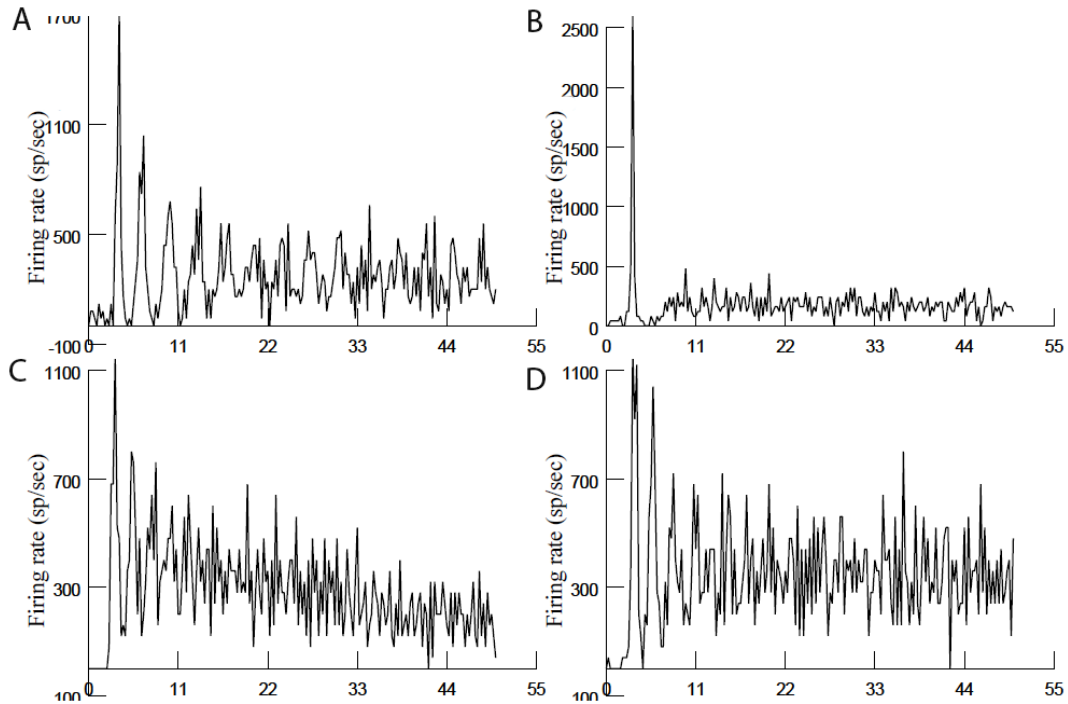 A
1700
1100
500
-100
Firing rate (sp/sec)
0 11 22 33 44 55
B
2500
2000
1500
1000
500
0
Firing rate (sp/sec)
0 11 22 33 44 55
C
1100
700
300
100
Firing rate (sp/sec)
0 11 22 33 44 55
D
1100
700
300
100
Firing rate (sp/sec)
0 11 22 33 44 55